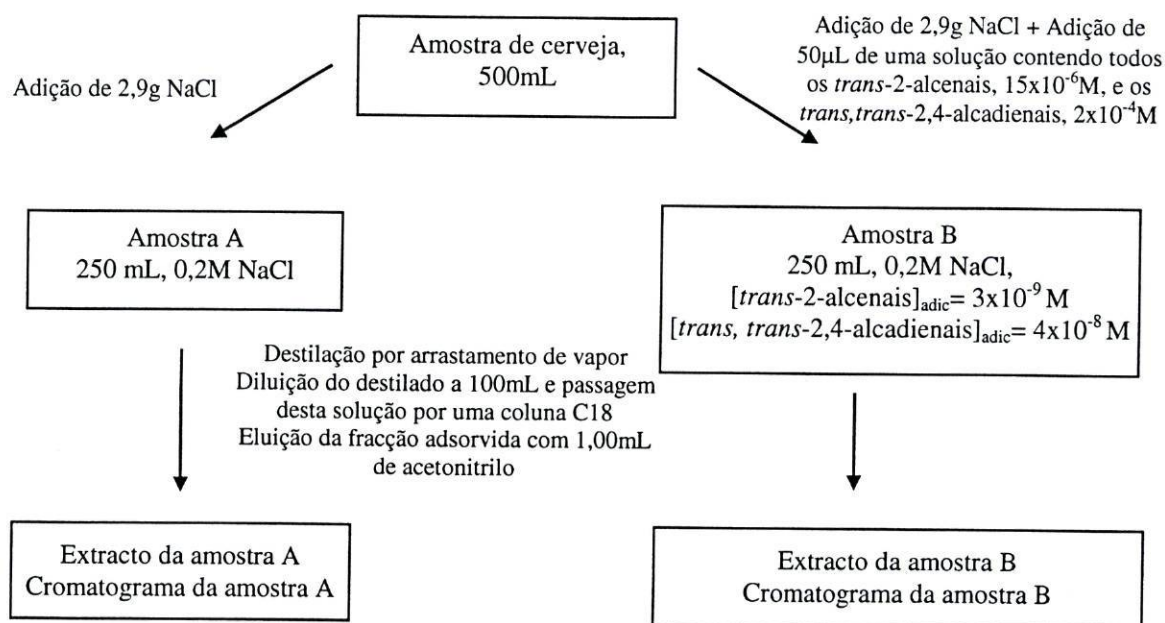 Amostra de cerveja,
500mL
Adição de 2,9g NaCl
Adição de 2,9g NaCl + Adição de
50µL de uma solução contendo todos
os trans-2-alcenais, 15x10⁻⁶M, e os
trans,trans-2,4-alcadienais, 2x10⁻⁴M
Amostra A
250 mL, 0,2M NaCl
Amostra B
250 mL, 0,2M NaCl,
[trans-2-alcenais]adic= 3x10⁻⁹ M
[trans, trans-2,4-alcadienais]adic= 4x10⁻⁸ M
Destilação por arrastamento de vapor
Diluição do destilado a 100mL e passagem
desta solução por uma coluna C18
Eluição da fracção adsorvida com 1,00mL
de acetonitrilo
Extracto da amostra A
Cromatograma da amostra A
Extracto da amostra B
Cromatograma da amostra B